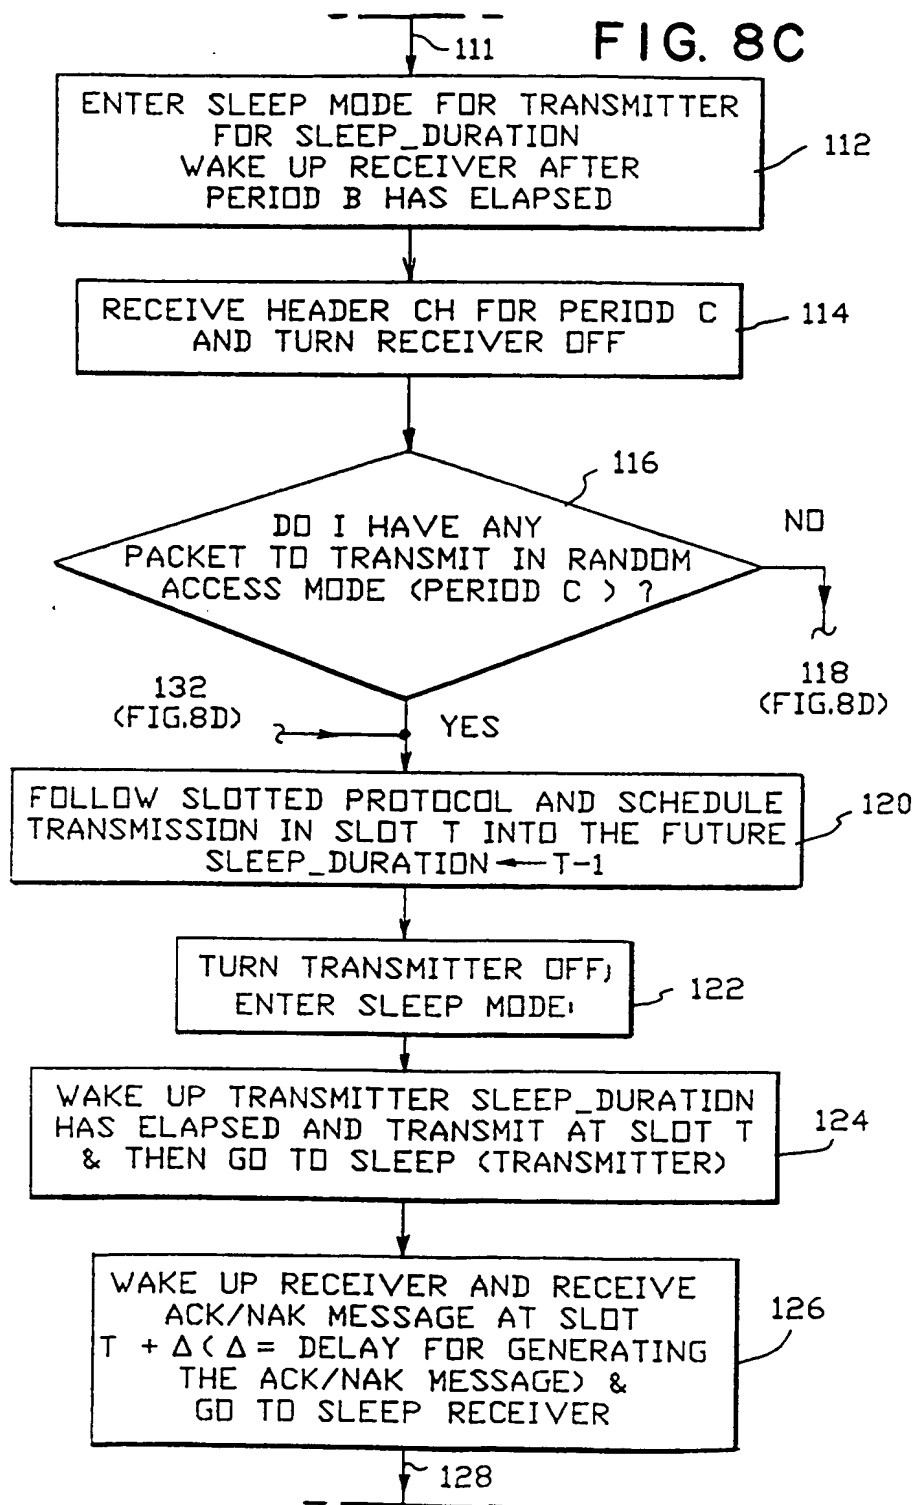 111
FIG. 8C
ENTER SLEEP MODE FOR TRANSMITTER
FOR SLEEP_DURATION
WAKE UP RECEIVER AFTER
PERIOD B HAS ELAPSED
112
RECEIVE HEADER CH FOR PERIOD C
AND TURN RECEIVER OFF
114
116
DO I HAVE ANY
PACKET TO TRANSMIT IN RANDOM
ACCESS MODE (PERIOD C ) ?
NO
118
(FIG.8D)
132
(FIG.8D)
YES
FOLLOW SLOTTED PROTOCOL AND SCHEDULE
TRANSMISSION IN SLOT T INTO THE FUTURE
SLEEP_DURATION ← T-1
120
TURN TRANSMITTER OFF;
ENTER SLEEP MODE;
122
WAKE UP TRANSMITTER SLEEP_DURATION
HAS ELAPSED AND TRANSMIT AT SLOT T
& THEN GO TO SLEEP (TRANSMITTER)
124
WAKE UP RECEIVER AND RECEIVE
ACK/NAK MESSAGE AT SLOT
T + Δ ( Δ = DELAY FOR GENERATING
THE ACK/NAK MESSAGE) &
GO TO SLEEP RECEIVER
126
128